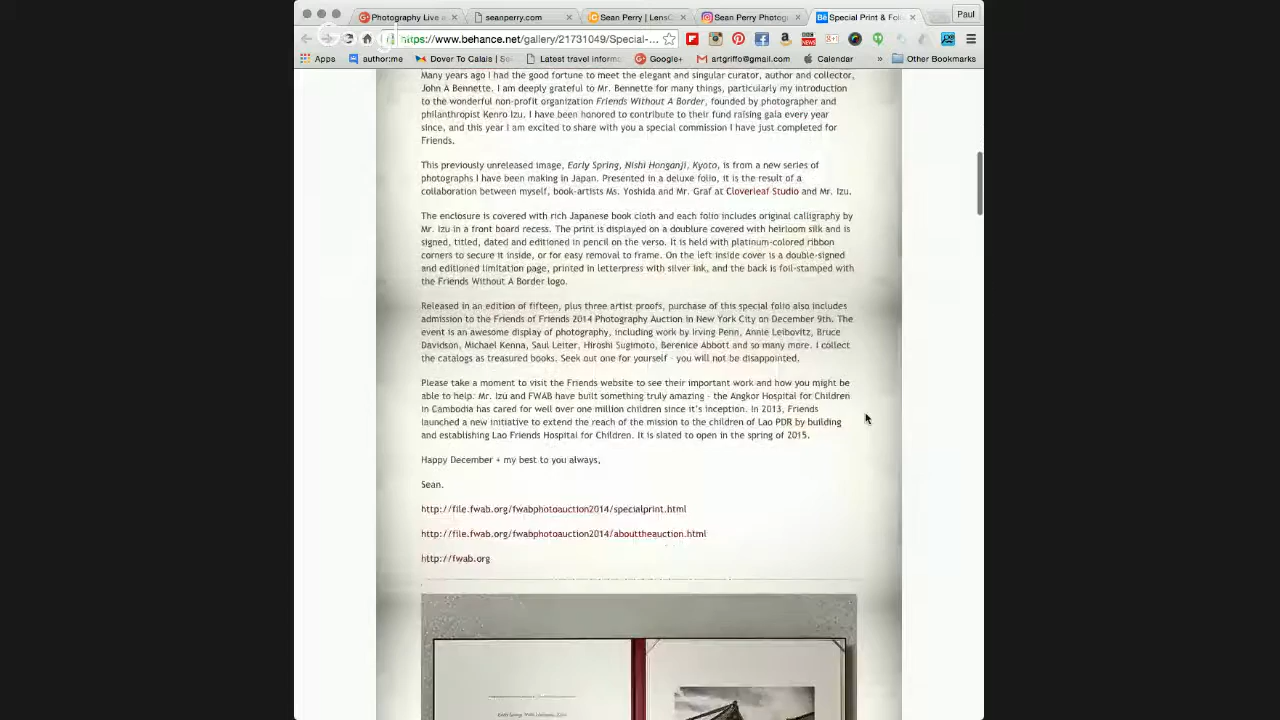 Photography Live a
seanperry.com
Sean Perry | LensC
Sean Perry Photog
Special Print & Foli
Paul
https://www.behance.net/gallery/21731049/Special-...
Apps
author:me
Dover To Calais | Se
Latest travel inform
Google+
artgriffo@gmail.com
Calendar
»
Other Bookmarks
Many years ago I had the good fortune to meet the elegant and singular curator, author and collector,
John A Bennette. I am deeply grateful to Mr. Bennette for many things, particularly my introduction
to the wonderful non-profit organization Friends Without A Border, founded by photographer and
philanthropist Kenro Izu. I have been honored to contribute to their fund raising gala every year
since, and this year I am excited to share with you a special commission I have just completed for
Friends.
This previously unreleased image, Early Spring, Nishi Honganji, Kyoto, is from a new series of
photographs I have been making in Japan. Presented in a deluxe folio, it is the result of a
collaboration between myself, book-artists Ms. Yoshida and Mr. Graf at Cloverleaf Studio and Mr. Izu.
The enclosure is covered with rich Japanese book cloth and each folio includes original calligraphy by
Mr. Izu in a front board recess. The print is displayed on a doublure covered with heirloom silk and is
signed, titled, dated and editioned in pencil on the verso. It is held with platinum-colored ribbon
corners to secure it inside, or for easy removal to frame. On the left inside cover is a double-signed
and editioned limitation page, printed in letterpress with silver ink, and the back is foil-stamped with
the Friends Without A Border logo.
Released in an edition of fifteen, plus three artist proofs, purchase of this special folio also includes
admission to the Friends of Friends 2014 Photography Auction in New York City on December 9th. The
event is an awesome display of photography, including work by Irving Penn, Annie Leibovitz, Bruce
Davidson, Michael Kenna, Saul Leiter, Hiroshi Sugimoto, Berenice Abbott and so many more. I collect
the catalogs as treasured books. Seek out one for yourself - you will not be disappointed.
Please take a moment to visit the Friends website to see their important work and how you might be
able to help. Mr. Izu and FWAB have built something truly amazing - the Angkor Hospital for Children
in Cambodia has cared for well over one million children since it's inception. In 2013, Friends
launched a new initiative to extend the reach of the mission to the children of Lao PDR by building
and establishing Lao Friends Hospital for Children. It is slated to open in the spring of 2015.
Happy December + my best to you always,
Sean.
http://file.fwab.org/fwabphotoauction2014/specialprint.html
http://file.fwab.org/fwabphotoauction2014/abouttheauction.html
http://fwab.org